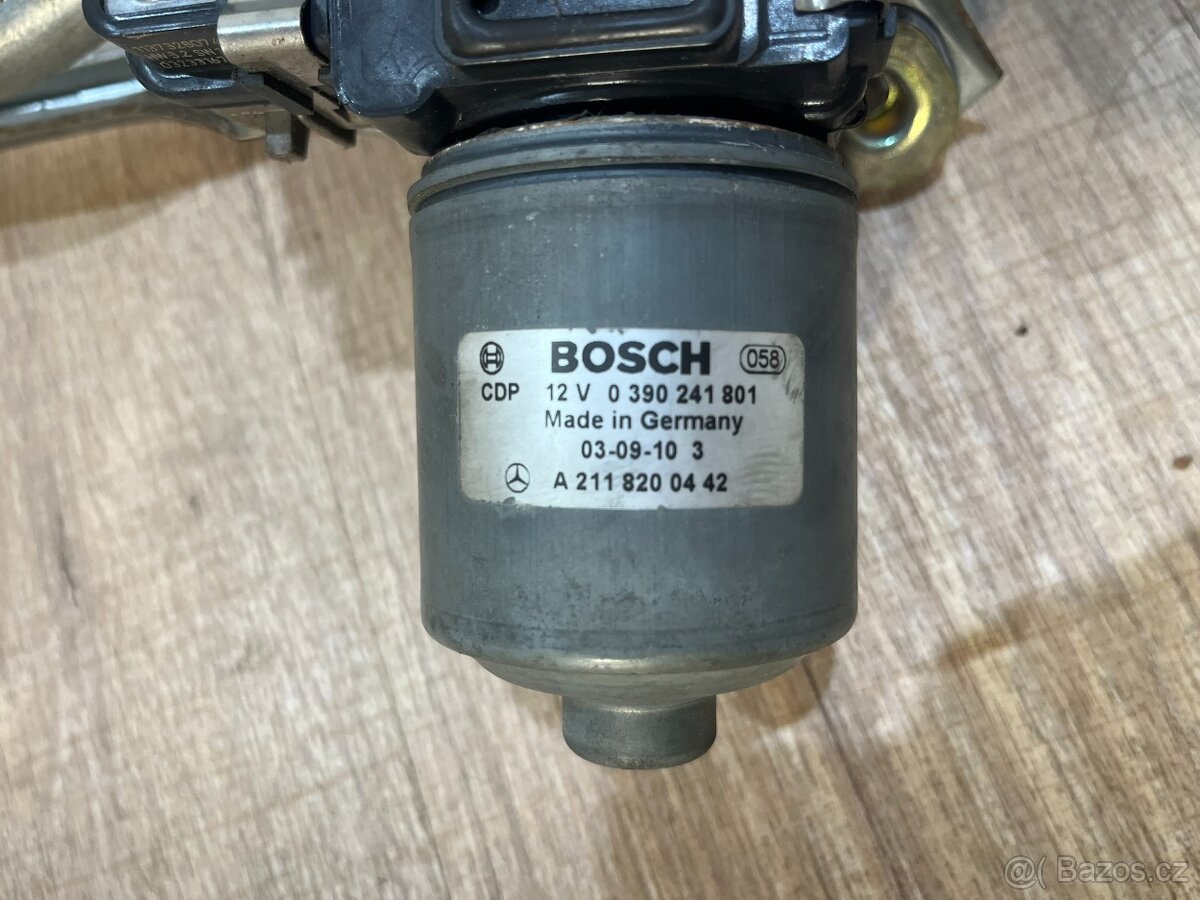 BOSCH 058
CDP 12 V 0 390 241 801
Made in Germany
03-09-10 3
A 211 820 04 42
@( Bazos.cz